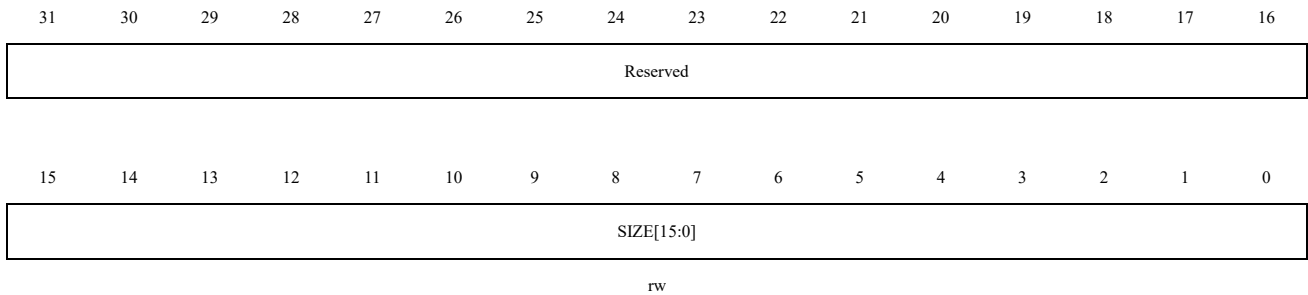 31 30 29 28 27 26 25 24 23 22 21 20 19 18 17 16
Reserved
15 14 13 12 11 10 9 8 7 6 5 4 3 2 1 0
SIZE[15:0]
rw